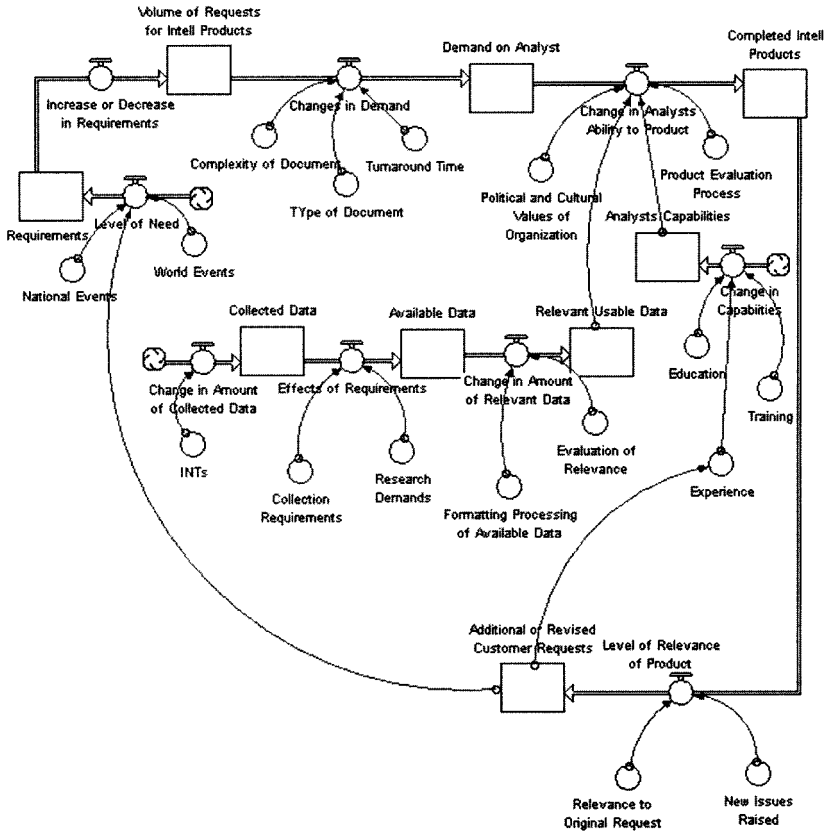 Volume of Requests
for Intell Products
Demand on Analyst
Completed Intell
Products
Increase or Decrease
in Requirements
Changes in Demand
Change in Analysts
Ability to Product
Complexity of Document
Turnaround Time
TYpe of Document
Product Evaluation
Process
Political and Cultural
Values of
Organization
Analysts Capabilities
Requirements
Level of Need
World Events
National Events
Change in
Capabilities
Collected Data
Available Data
Relevant Usable Data
Change in Amount
of Collected Data
Effects of Requirements
Change in Amount
of Relevant Data
Education
Training
INTs
Collection
Requirements
Research
Demands
Evaluation of
Relevance
Formatting Processing
of Available Data
Experience
Additional or Revised
Customer Requests
Level of Relevance
of Product
Relevance to
Original Request
New Issues
Raised